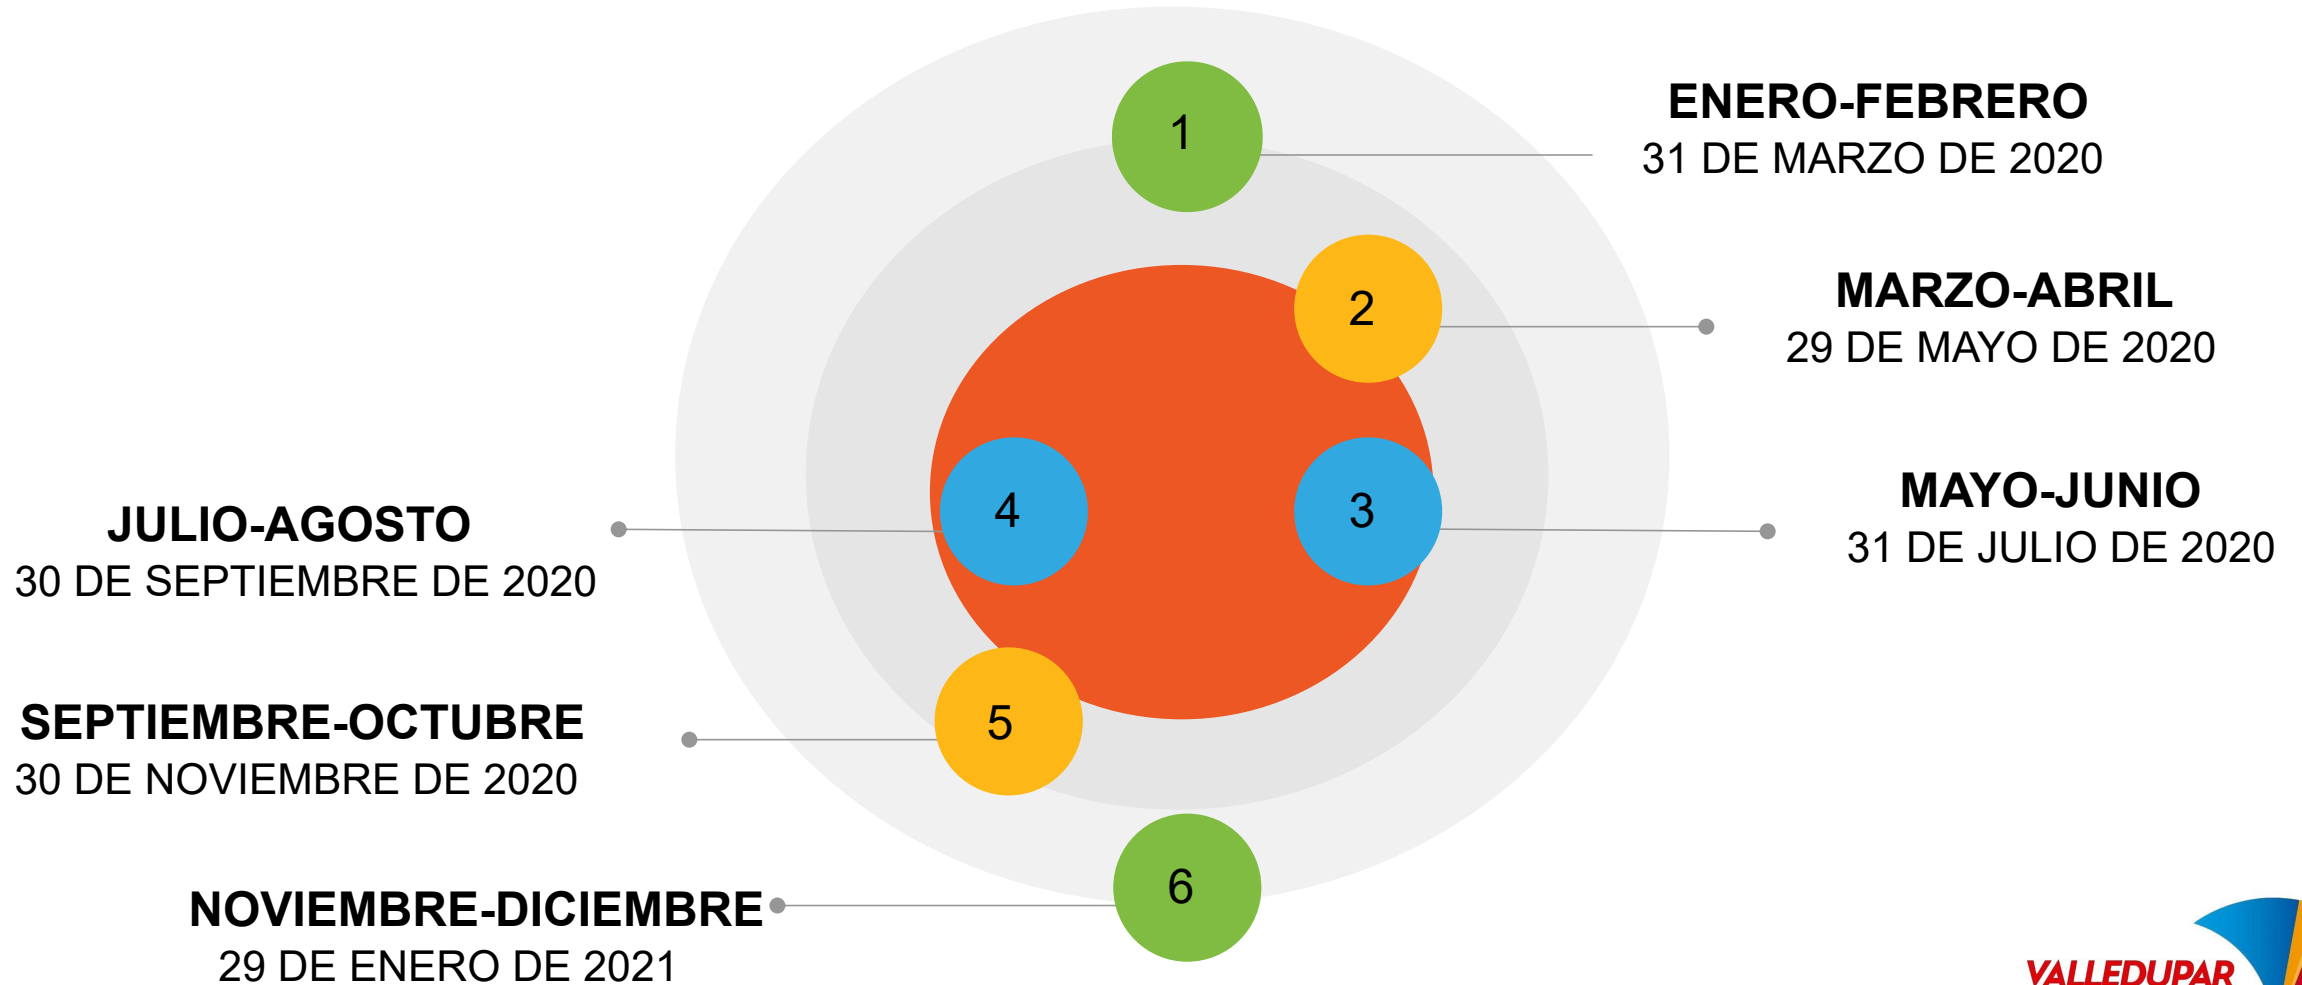 1
ENERO-FEBRERO
31 DE MARZO DE 2020
2
MARZO-ABRIL
29 DE MAYO DE 2020
3
MAYO-JUNIO
31 DE JULIO DE 2020
4
JULIO-AGOSTO
30 DE SEPTIEMBRE DE 2020
5
SEPTIEMBRE-OCTUBRE
30 DE NOVIEMBRE DE 2020
6
NOVIEMBRE-DICIEMBRE
29 DE ENERO DE 2021
VALLEDUPAR